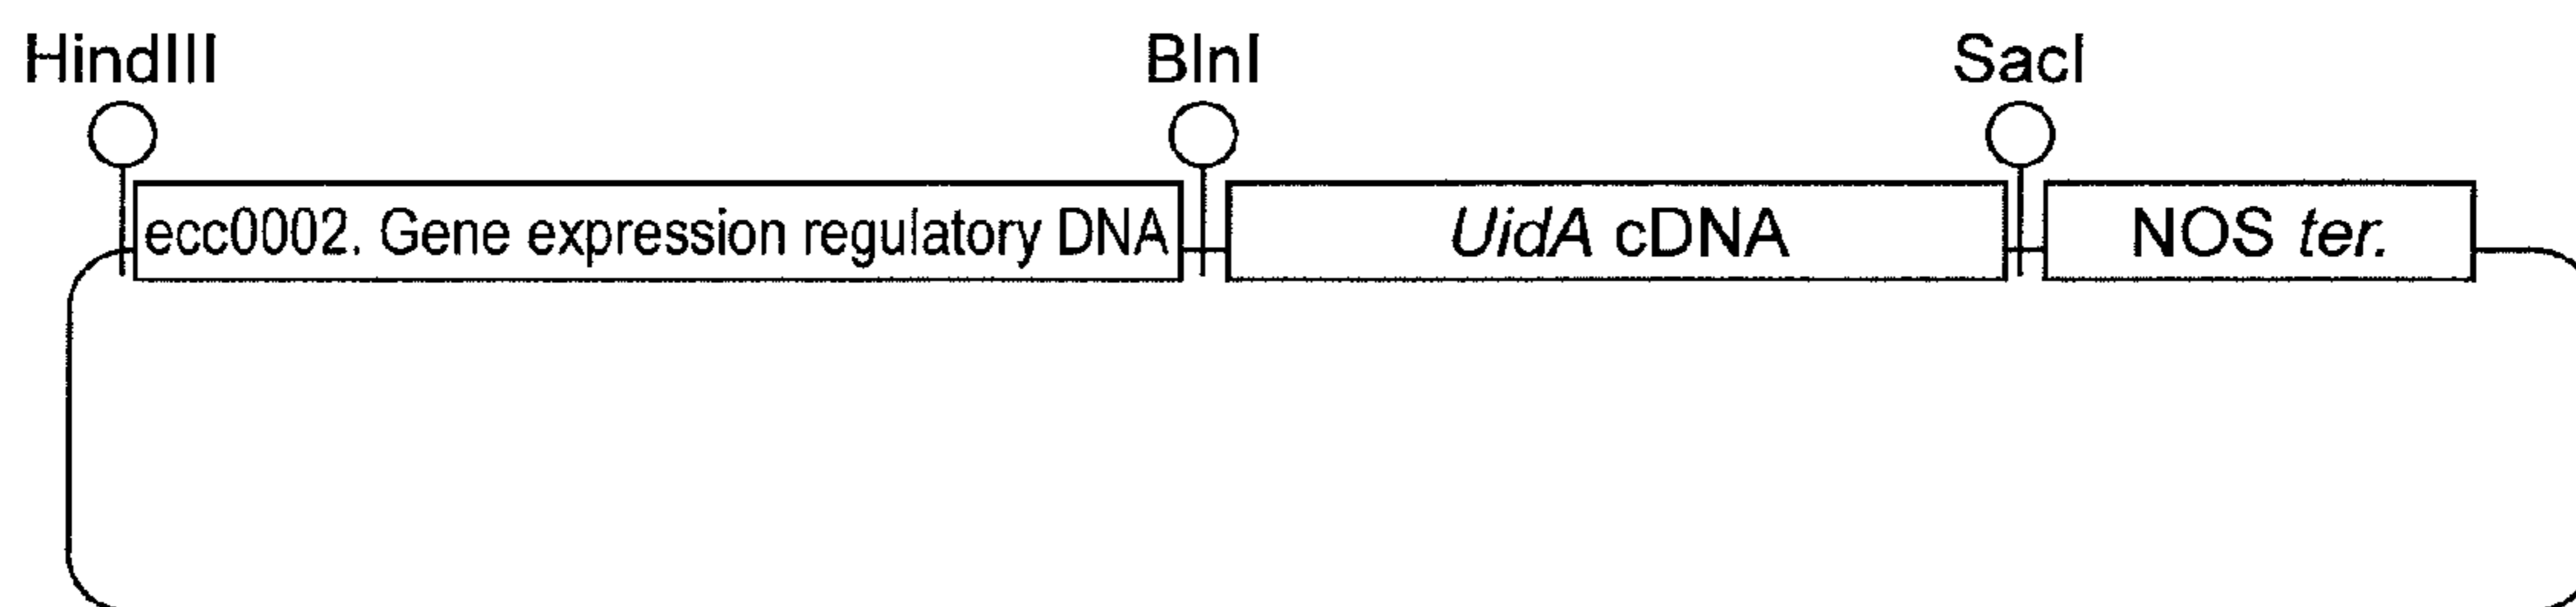 HindIII BlnI SacI
ecc0002. Gene expression regulatory DNA UidA cDNA NOS ter.